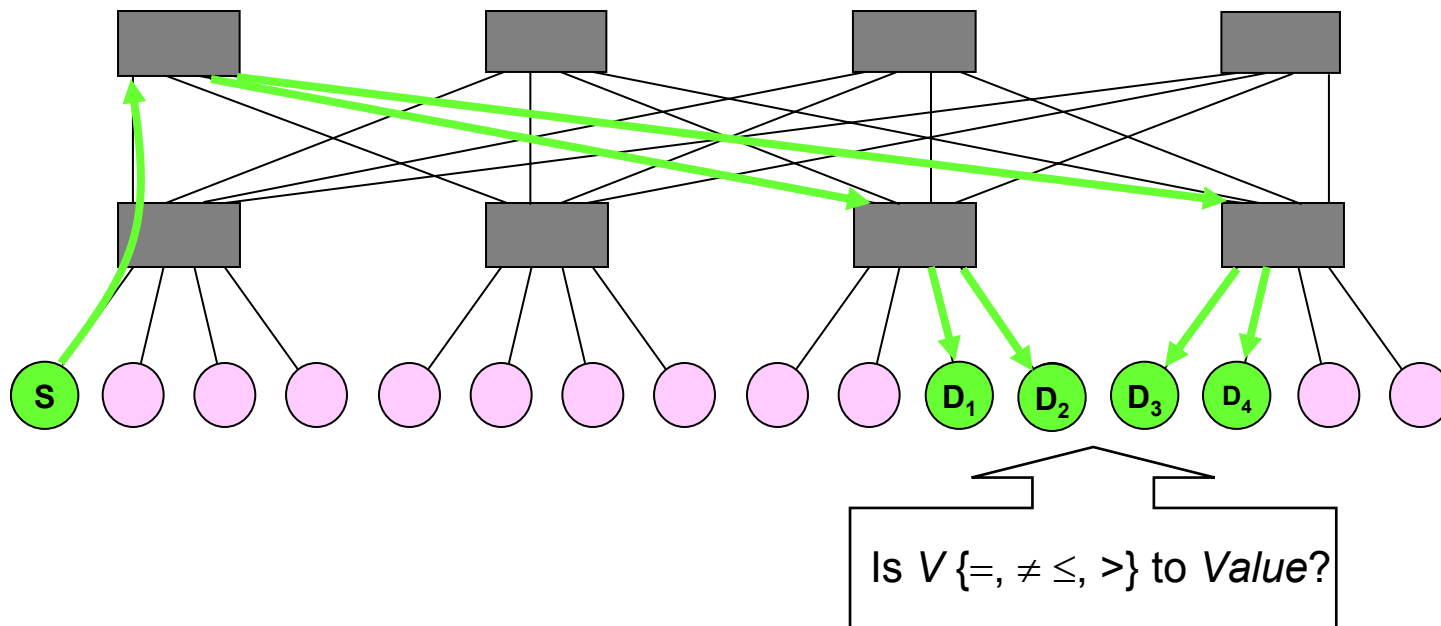 S D₁ D₂ D₃ D₄
Is V {=, ≠ ≤, >} to Value?